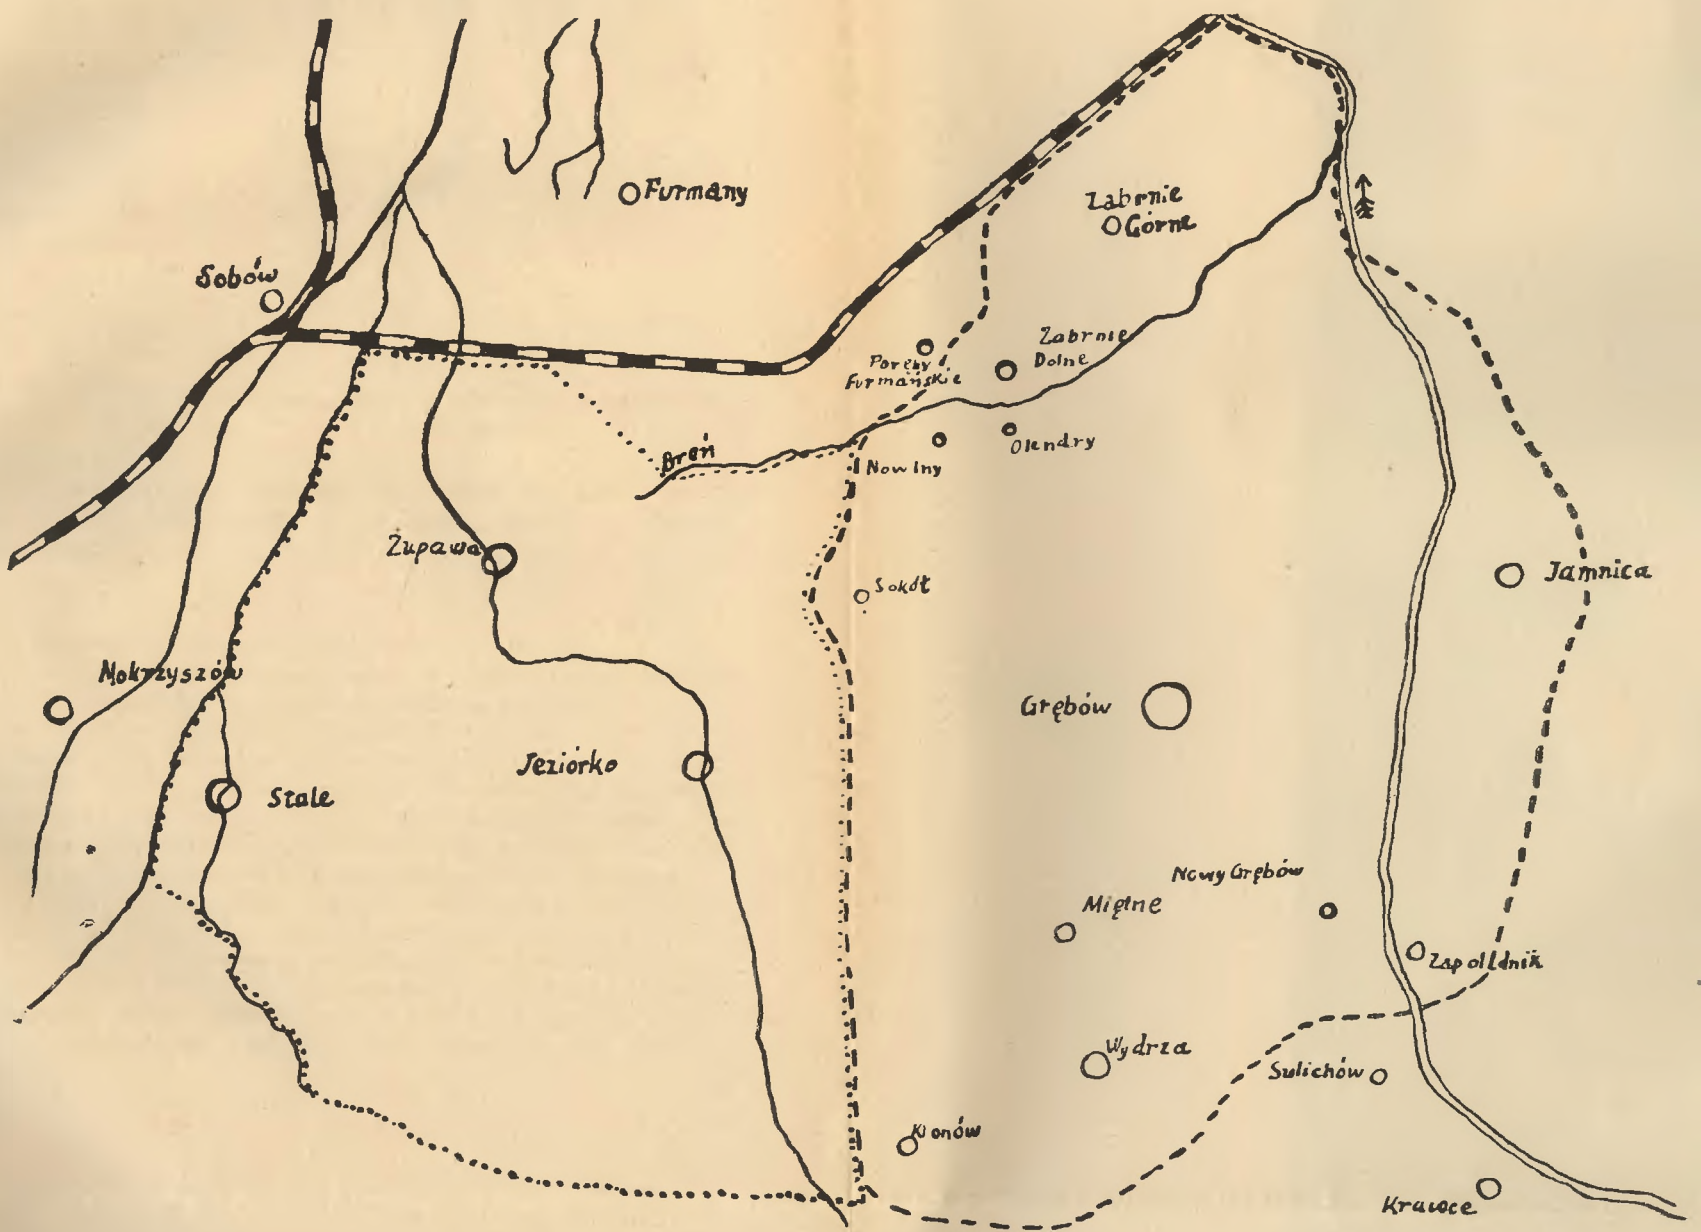 Furmany
Zabrnie
Górne
Sobów
Zabrnie
Dolne
Poręby
Furmańskie
Breń
Nowiny
Olendry
Żupawa
Sokół
Jamnica
Mokrzyszów
Grębów
Jeziórko
Stale
Nowy Grębów
Miętne
Zapolednik
Wydrza
Sulichów
Klonów
Krawce